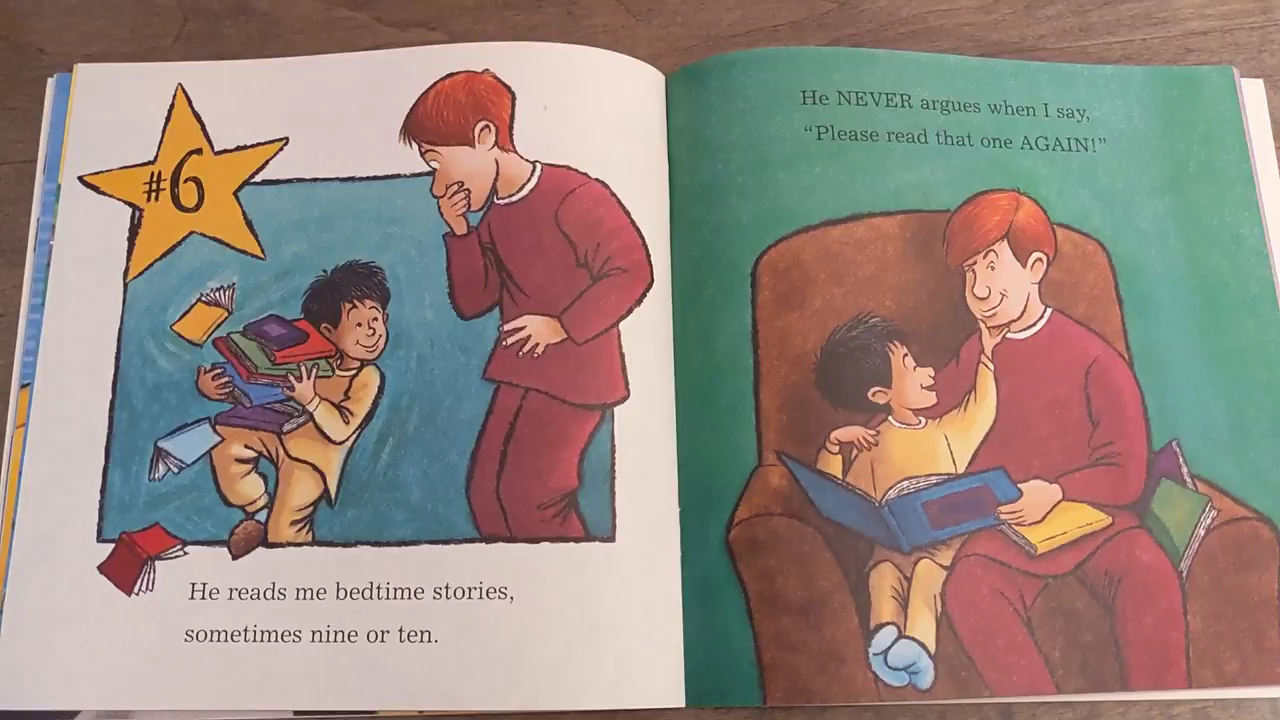 #6
He reads me bedtime stories,
sometimes nine or ten.
He NEVER argues when I say,
“Please read that one AGAIN!”